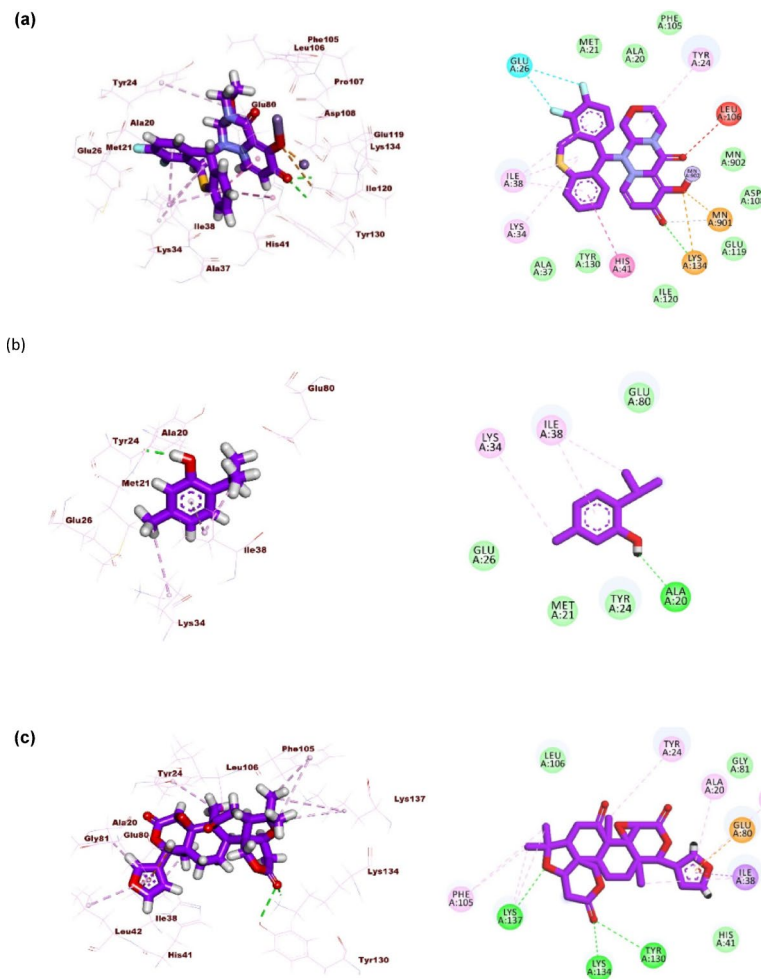 (a)
Phe105
Leu106
Tyr24
Pro107
Glu80
Ala20
Asp108
Glu26
Met21
Glu119
Lys134
Ile38
Ile120
Lys34
His41
Tyr130
Ala37
PHE
A:105
MET
A:21
ALA
A:20
GLU
A:26
TYR
A:24
LEU
A:106
MN
A:902
ILE
A:38
MN
A:901
LYS
A:34
GLU
A:119
ALA
A:37
TYR
A:130
HIS
A:41
LYS
A:134
ILE
A:120
(b)
Glu80
Ala20
Tyr24
Met21
Glu26
Ile38
Lys34
GLU
A:80
LYS
A:34
ILE
A:38
GLU
A:26
MET
A:21
TYR
A:24
ALA
A:20
(c)
Phe105
Leu106
Tyr24
Lys137
Ala20
Gly81
Glu80
Lys134
Ile38
Leu42
His41
Tyr130
LEU
A:106
TYR
A:24
GLY
A:81
ALA
A:20
GLU
A:80
ILE
A:38
PHE
A:105
LYS
A:137
HIS
A:41
LYS
A:134
TYR
A:130